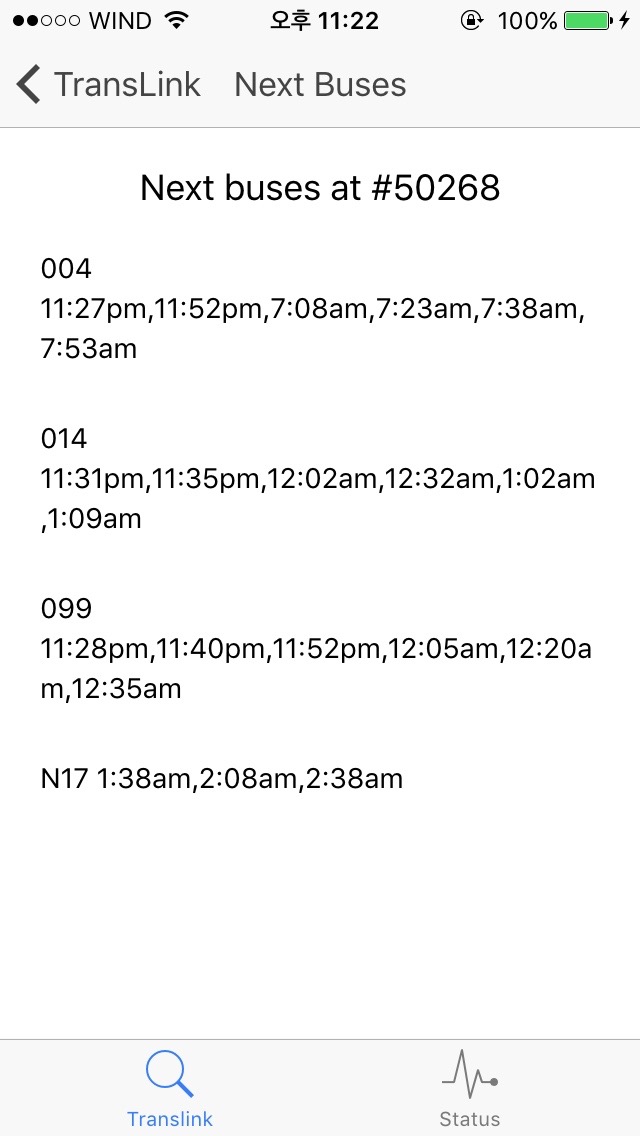 WIND 오후 11:22 100%
TransLink Next Buses
Next buses at #50268
004
11:27pm,11:52pm,7:08am,7:23am,7:38am,
7:53am
014
11:31pm,11:35pm,12:02am,12:32am,1:02am
,1:09am
099
11:28pm,11:40pm,11:52pm,12:05am,12:20a
m,12:35am
N17 1:38am,2:08am,2:38am
Translink Status